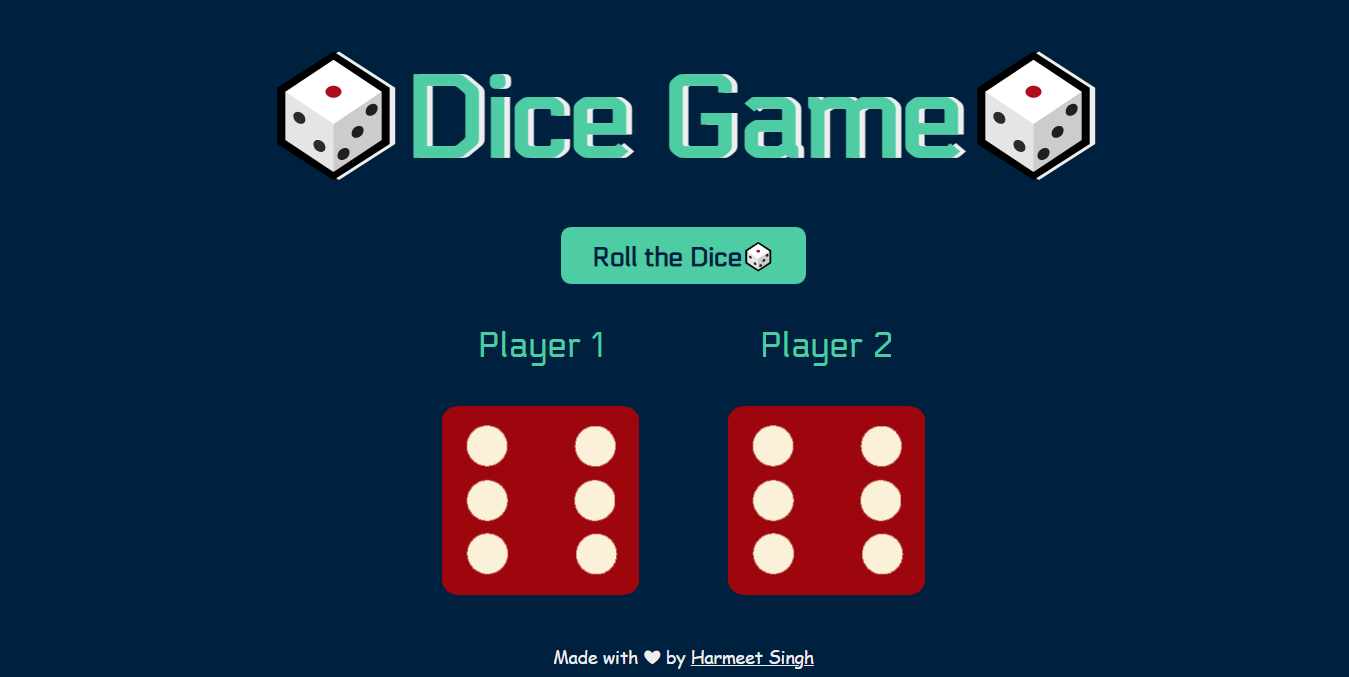 Dice Game
Roll the Dice
Player 1
Player 2
Made with ♥ by Harmeet Singh